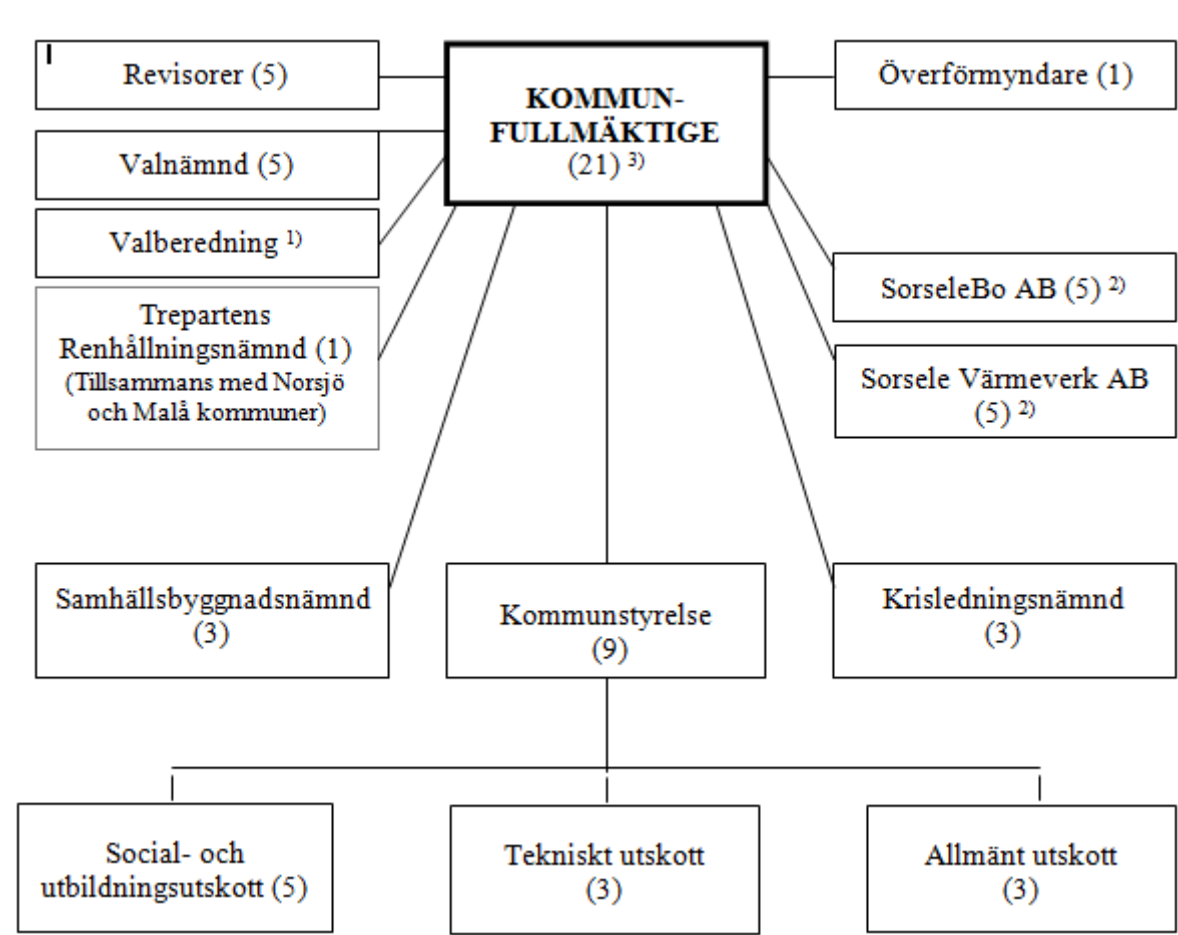 Revisorer (5)
KOMMUN-
FULLMÄKTIGE
(21) 3)
Överförmyndare (1)
Valnämnd (5)
Valberedning 1)
Trepartens
Renhållningsnämnd (1)
(Tillsammans med Norsjö
och Malå kommuner)
SorseleBo AB (5) 2)
Sorsele Värmeverk AB
(5) 2)
Samhällsbyggnadsnämnd
(3)
Kommunstyrelse
(9)
Krisledningsnämnd
(3)
Social- och
utbildningsutskott (5)
Tekniskt utskott
(3)
Allmänt utskott
(3)